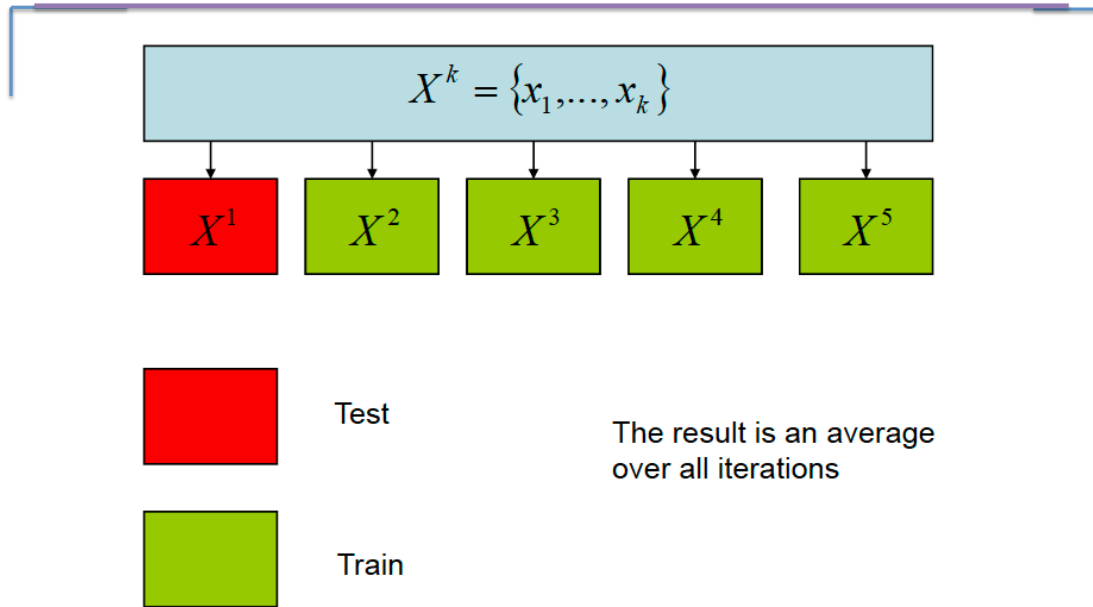 X^k = {x_1,...,x_k}
X^1 X^2 X^3 X^4 X^5
Test
The result is an average
over all iterations
Train